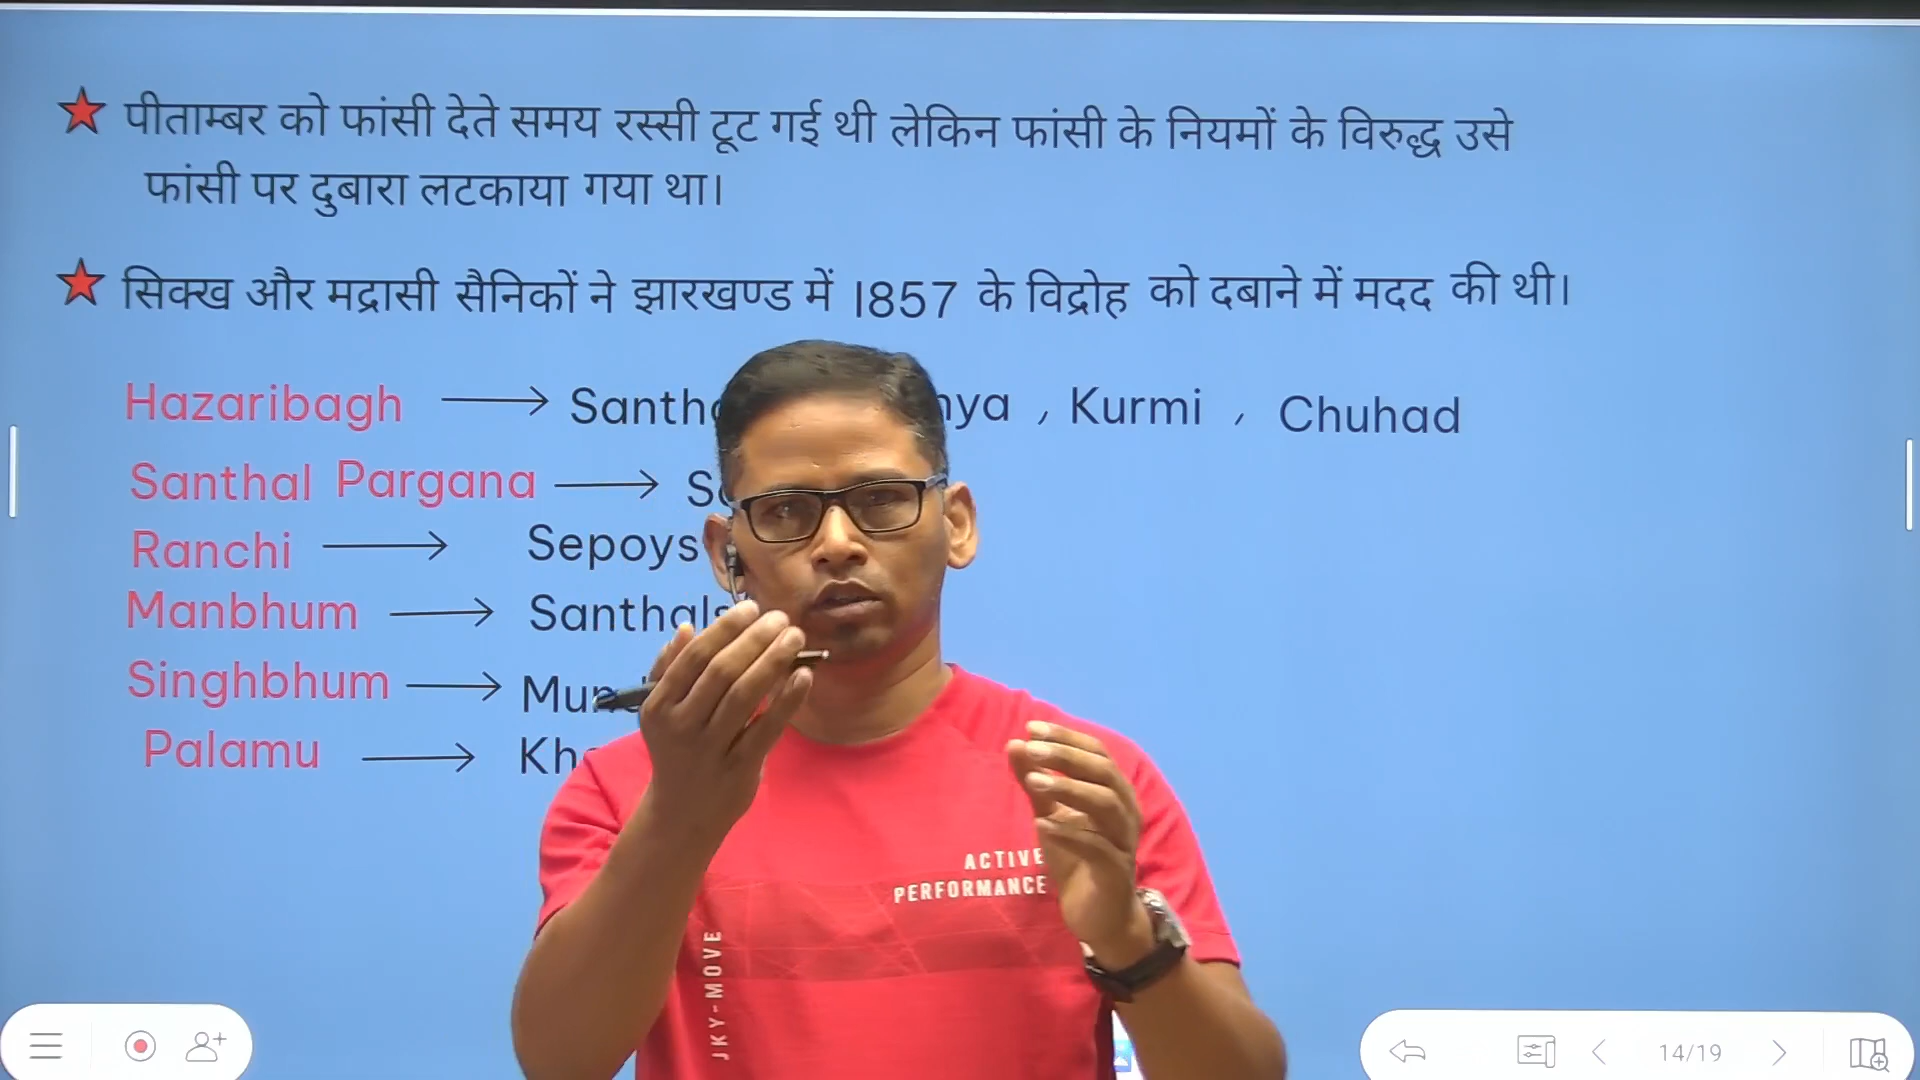 पीताम्बर को फांसी देते समय रस्सी टूट गई थी लेकिन फांसी के नियमों के विरुद्ध उसे
फांसी पर दुबारा लटकाया गया था।
सिक्ख और मद्रासी सैनिकों ने झारखण्ड में 1857 के विद्रोह को दबाने में मदद की थी।
Hazaribagh → , Kurmi , Chuhad
Santhal Pargana →
Ranchi → Sepoys
Manbhum → Santhals
Singhbhum →
Palamu →
ACTIVE
PERFORMANCE
JKY-MOVE
14/19